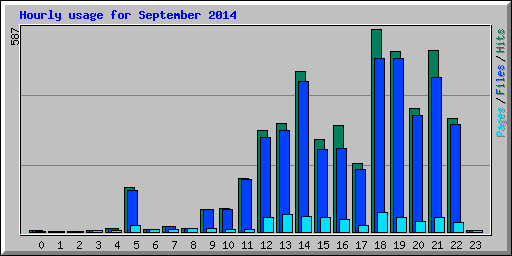 Hourly usage for September 2014
587
Pages/Files/Hits
0 1 2 3 4 5 6 7 8 9 10 11 12 13 14 15 16 17 18 19 20 21 22 23